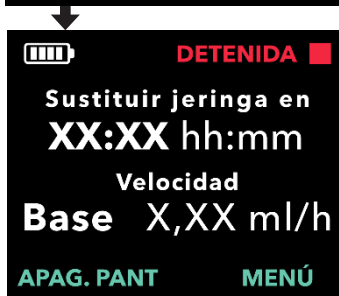 DETENIDA
Sustituir jeringa en
XX:XX hh:mm
Velocidad
Base X,XX ml/h
APAG. PANT MENÚ